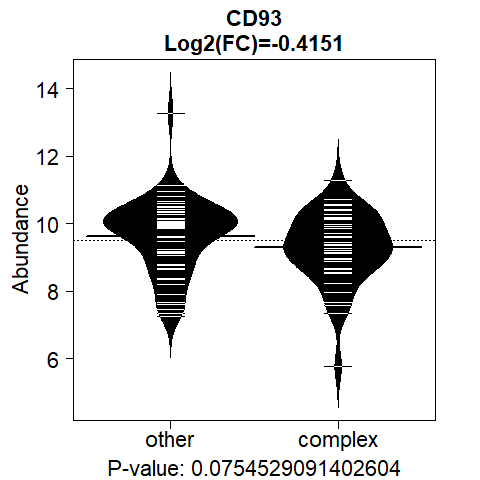 CD93
Log2(FC)=-0.4151
Abundance
14
12
10
8
6
other complex
P-value: 0.0754529091402604